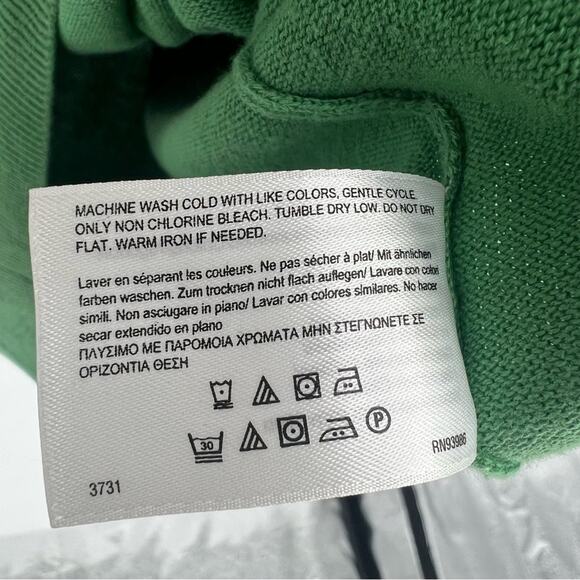 MACHINE WASH COLD WITH LIKE COLORS, GENTLE CYCLE.
ONLY NON CHLORINE BLEACH. TUMBLE DRY LOW. DO NOT DRY
FLAT. WARM IRON IF NEEDED.
Laver en séparant les couleurs. Ne pas sécher à plat/ Mit ähnlichen
farben waschen. Zum trocknen nicht flach auflegen/ Lavare con colori
simili. Non asciugare in piano/ Lavar con colores similares. No hacer
secar extendido en plano
ΠΛΥΣΙΜΟ ΜΕ ΠΑΡΟΜΟΙΑ ΧΡΩΜΑΤΑ ΜΗΝ ΣΤΕΓΝΩΝΕΤΕ ΣΕ
ΟΡΙΖΟΝΤΙΑ ΘΕΣΗ
30 P
RN93986
3731